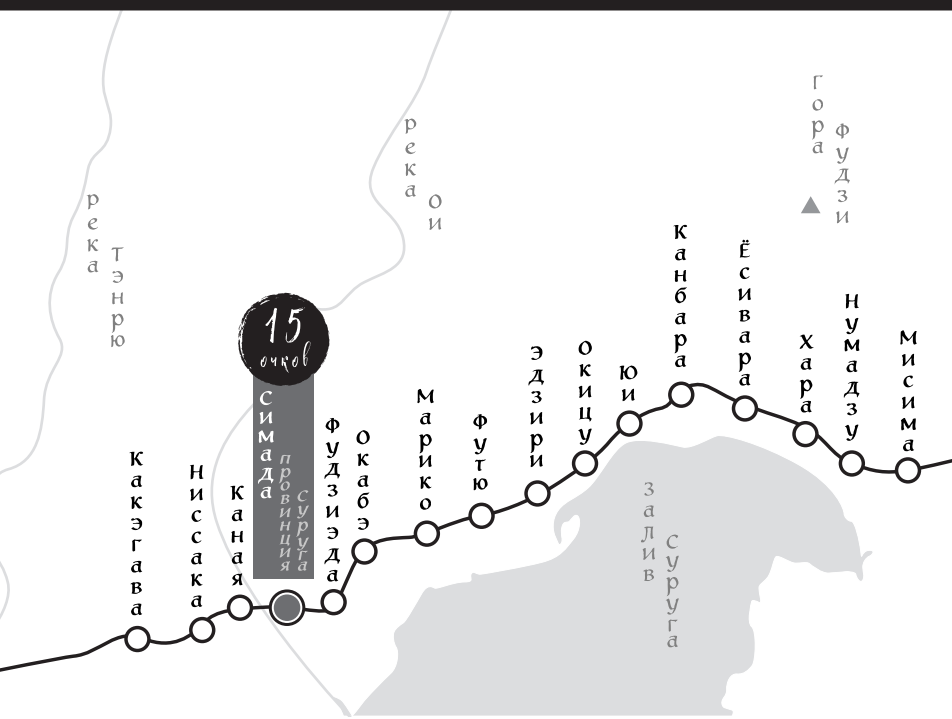 река
Тэнрю
река
Ои
Гора
Фудзи
15
очков
Симада
провинция
Суруга
Какэгава
Ниссака
Каная
Фудзиэда
Окабэ
Марико
Футю
Эдзири
Окицу
Юи
Канбара
Ёсивара
Хара
Нумадзу
Мисима
Залив
Суруга